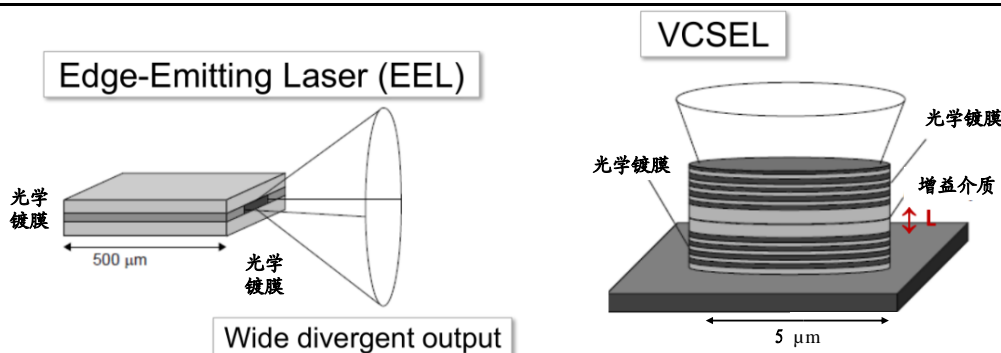 Edge-Emitting Laser (EEL)
光学
镀膜
500 μm
光学
镀膜
Wide divergent output
VCSEL
光学镀膜
光学镀膜
增益介质
L
5 μm